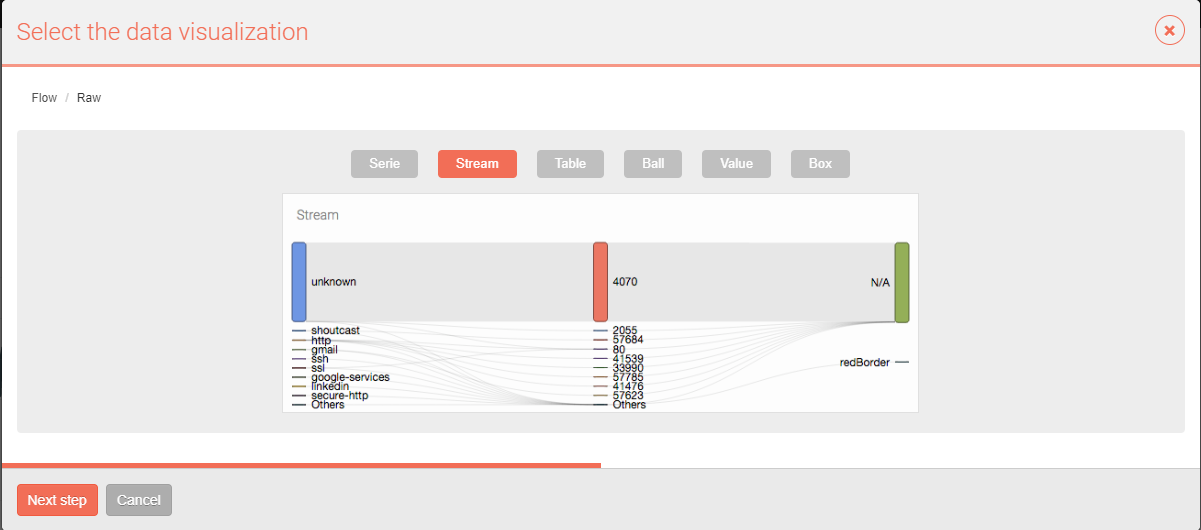 Select the data visualization
Flow / Raw
Serie
Stream
Table
Ball
Value
Box
Stream
unknown
shoutcast
http
gmail
ssh
ssl
google-services
linkedin
secure-http
Others
4070
2055
57684
80
41539
33990
57785
41476
57623
Others
N/A
redBorder
Next step
Cancel